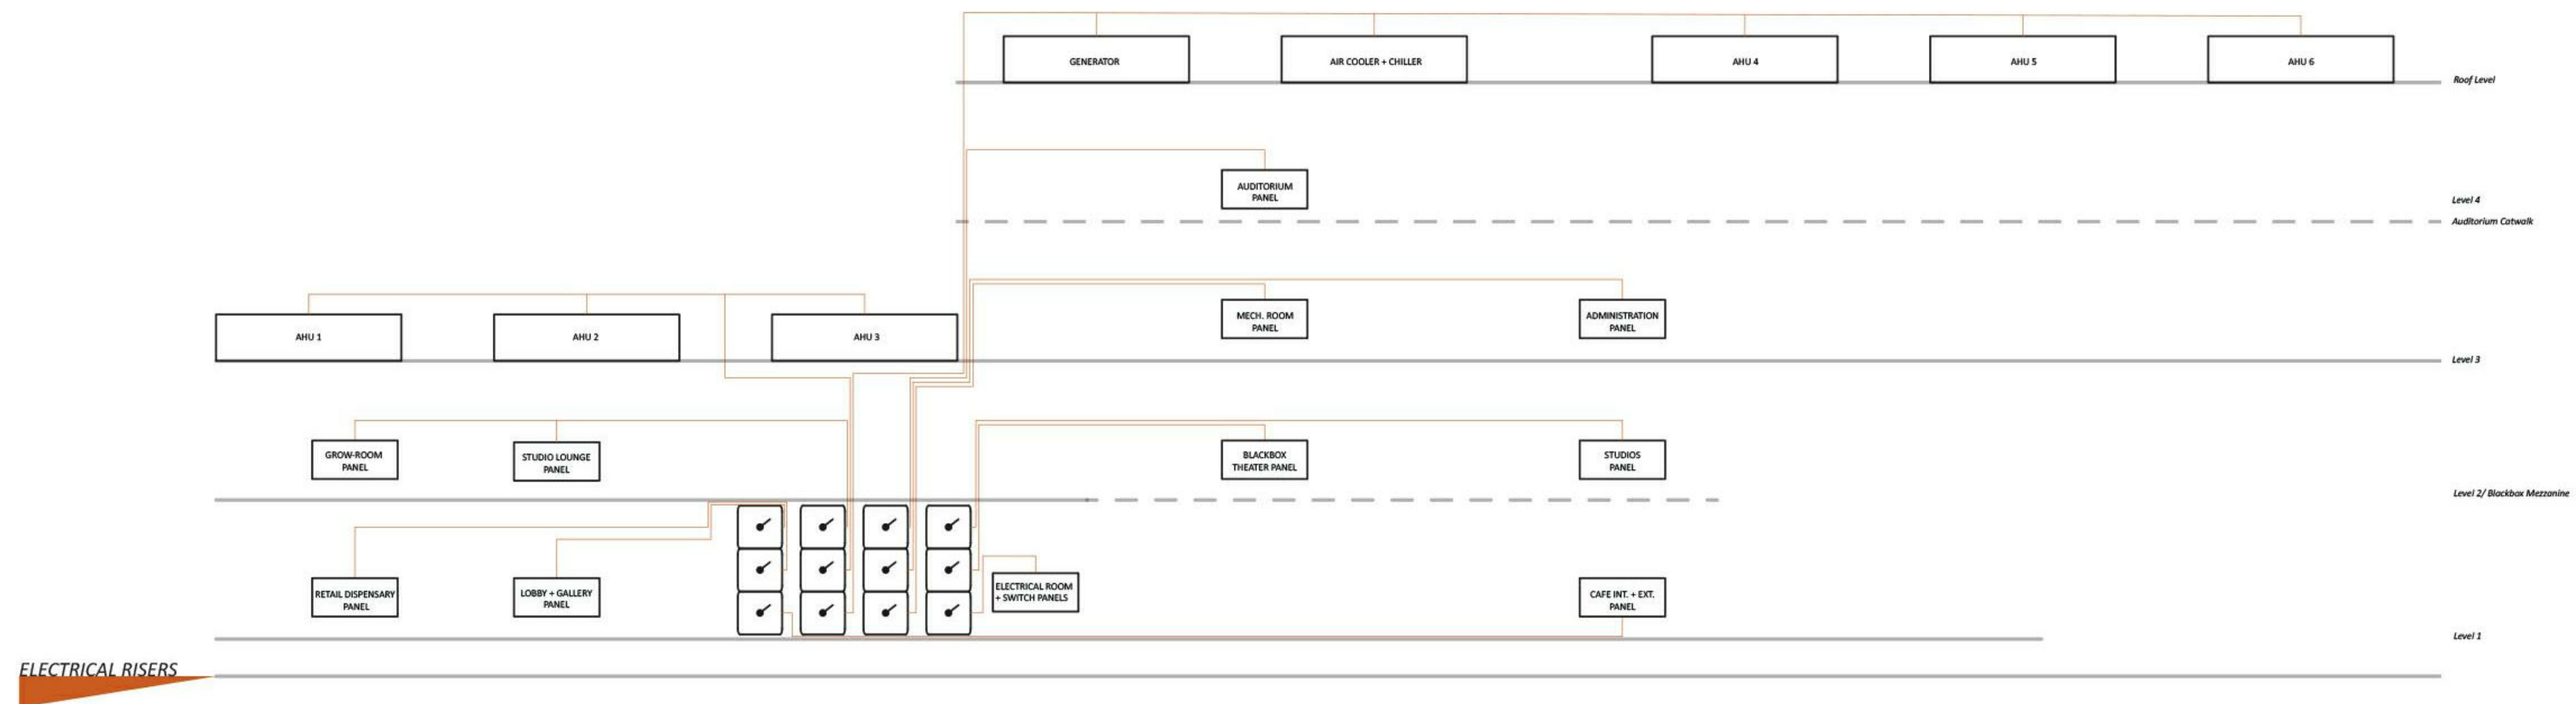 GENERATOR
AIR COOLER + CHILLER
AHU 4
AHU 5
AHU 6
Roof Level
AUDITORIUM
PANEL
Level 4
Auditorium Catwalk
AHU 1
AHU 2
AHU 3
MECH. ROOM
PANEL
ADMINISTRATION
PANEL
Level 3
GROW-ROOM
PANEL
STUDIO LOUNGE
PANEL
BLACKBOX
THEATER PANEL
STUDIOS
PANEL
Level 2/ Blackbox Mezzanine
RETAIL DISPENSARY
PANEL
LOBBY + GALLERY
PANEL
ELECTRICAL ROOM
+ SWITCH PANELS
CAFE INT. + EXT.
PANEL
Level 1
ELECTRICAL RISERS